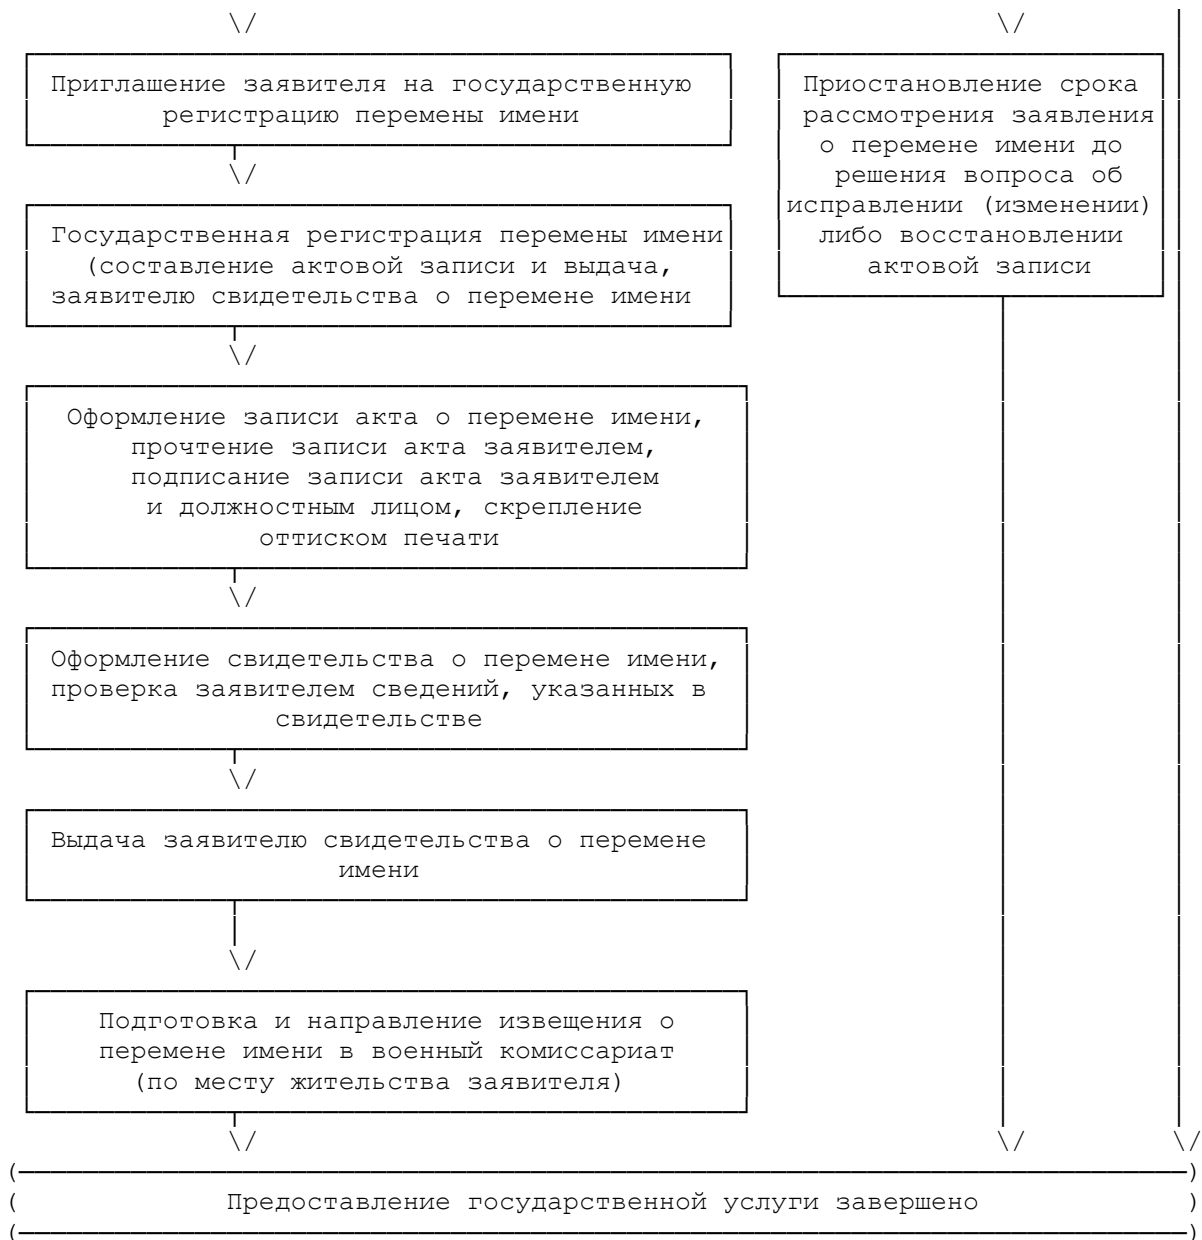 Приглашение заявителя на государственную
регистрацию перемены имени
Приостановление срока
рассмотрения заявления
о перемене имени до
решения вопроса об
исправлении (изменении)
либо восстановлении
актовой записи
Государственная регистрация перемены имени
(составление актовой записи и выдача,
заявителю свидетельства о перемене имени
Оформление записи акта о перемене имени,
прочтение записи акта заявителем,
подписание записи акта заявителем
и должностным лицом, скрепление
оттиском печати
Оформление свидетельства о перемене имени,
проверка заявителем сведений, указанных в
свидетельстве
Выдача заявителю свидетельства о перемене
имени
Подготовка и направление извещения о
перемене имени в военный комиссариат
(по месту жительства заявителя)
Предоставление государственной услуги завершено